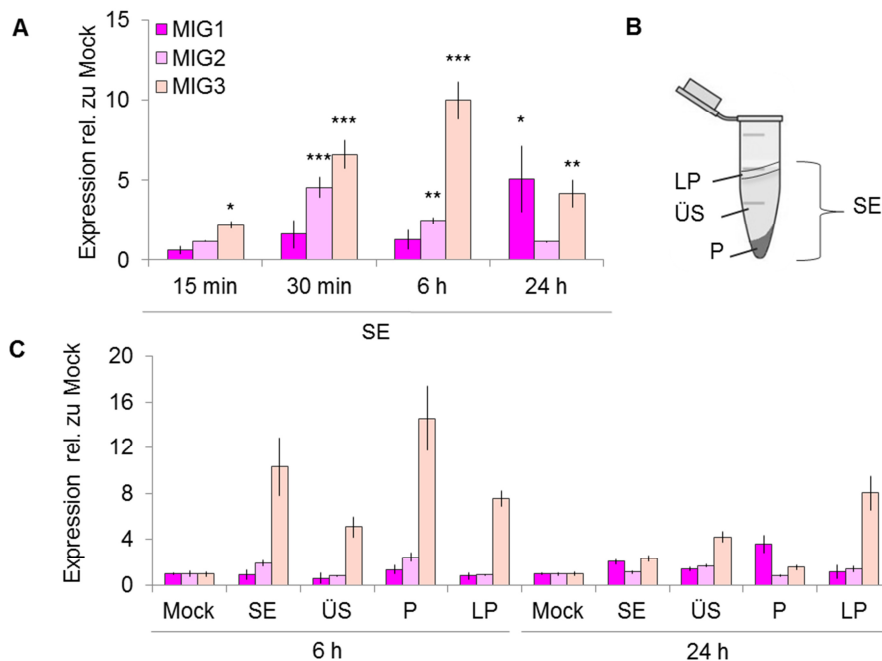 A
Expression rel. zu Mock
15
10
5
0
MIG1
MIG2
MIG3
*
***
***
**
***
*
**
15 min 30 min 6 h 24 h
SE
B
LP
ÜS
P
SE
C
Expression rel. zu Mock
20
16
12
8
4
0
Mock SE ÜS P LP Mock SE ÜS P LP
6 h 24 h